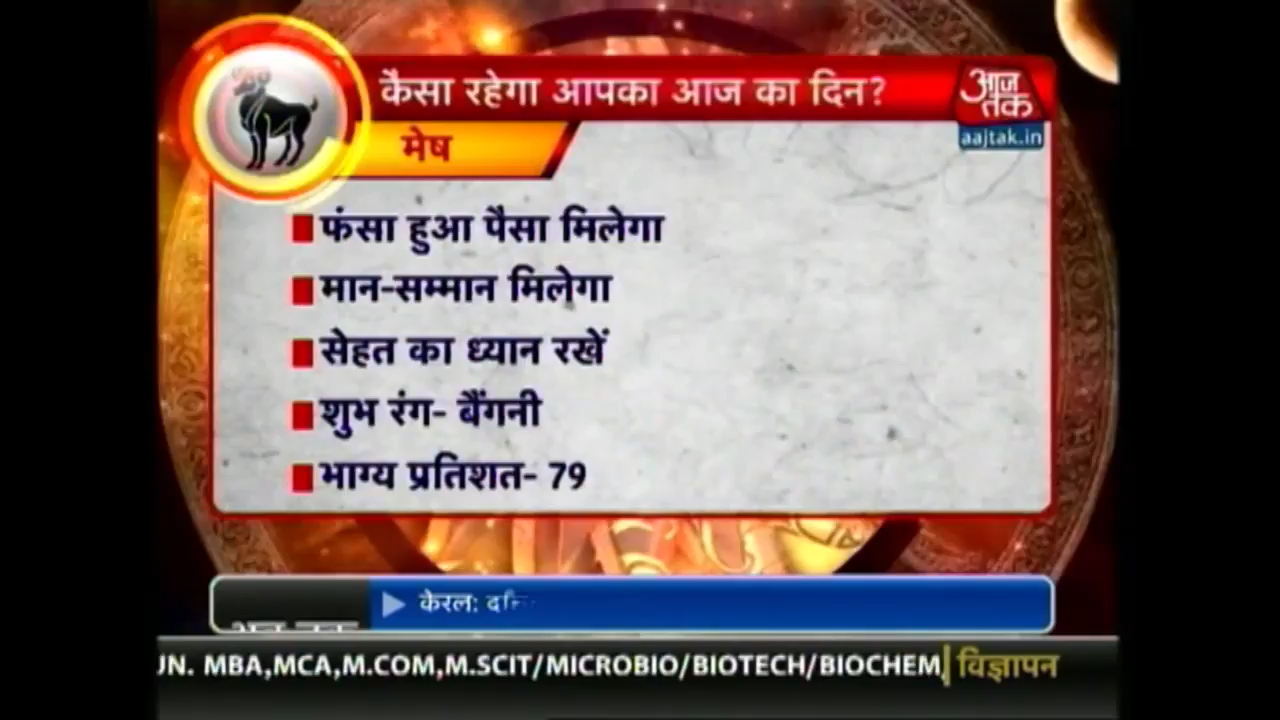 कैसा रहेगा आपका आज का दिन?
आज
तक
aajtak.in
मेष
फंसा हुआ पैसा मिलेगा
मान-सम्मान मिलेगा
सेहत का ध्यान रखें
शुभ रंग- बैंगनी
भाग्य प्रतिशत- 79
केरल:
JN. MBA,MCA,M.COM,M.SCIT/MICROBIO/BIOTECH/BIOCHEM, विज्ञापन